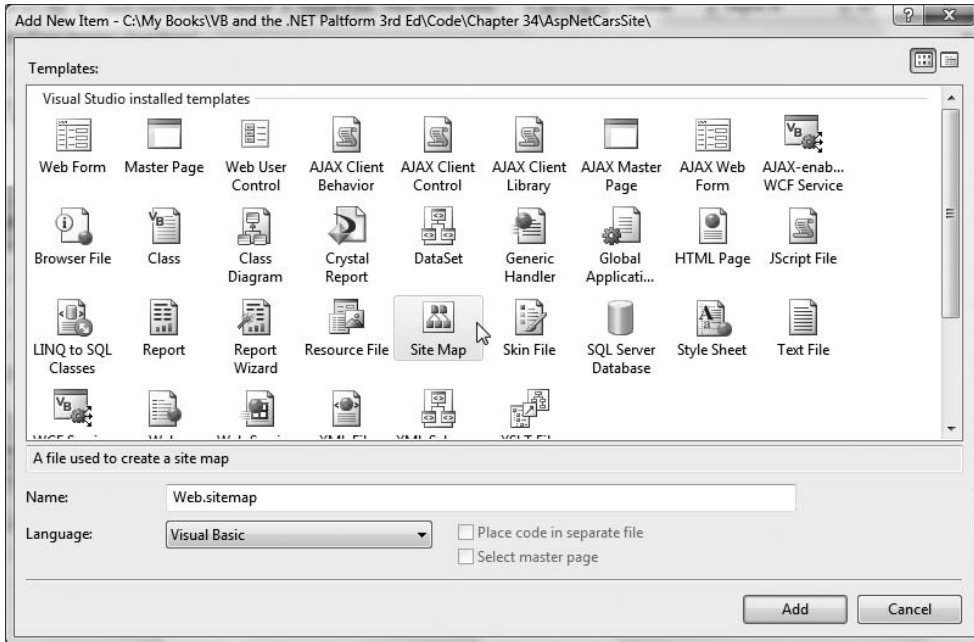 Add New Item - C:\My Books\VB and the .NET Paltform 3rd Ed\Code\Chapter 34\AspNetCarsSite\
Templates:
Visual Studio installed templates
Web Form
Master Page
Web User
Control
AJAX Client
Behavior
AJAX Client
Control
AJAX Client
Library
AJAX Master
Page
AJAX Web
Form
AJAX-enab...
WCF Service
Browser File
Class
Class
Diagram
Crystal
Report
DataSet
Generic
Handler
Global
Applicati...
HTML Page
JScript File
LINQ to SQL
Classes
Report
Report
Wizard
Resource File
Site Map
Skin File
SQL Server
Database
Style Sheet
Text File
A file used to create a site map
Name:
Web.sitemap
Language:
Visual Basic
Place code in separate file
Select master page
Add
Cancel